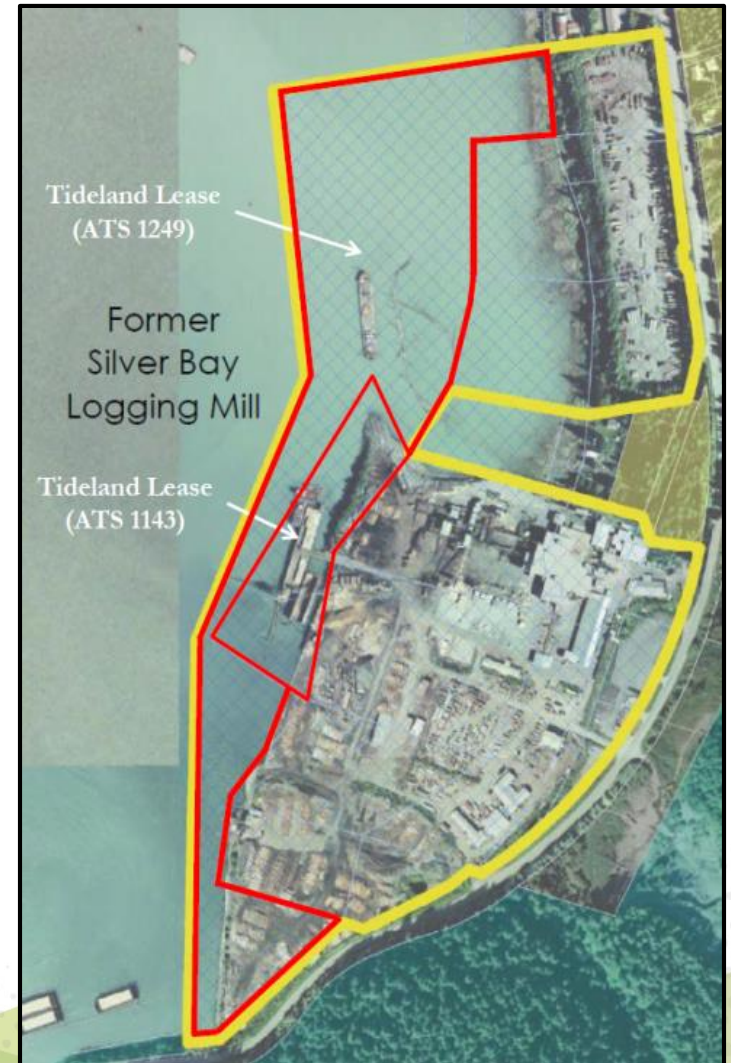 Tideland Lease
(ATS 1249)
Former
Silver Bay
Logging Mill
Tideland Lease
(ATS 1143)